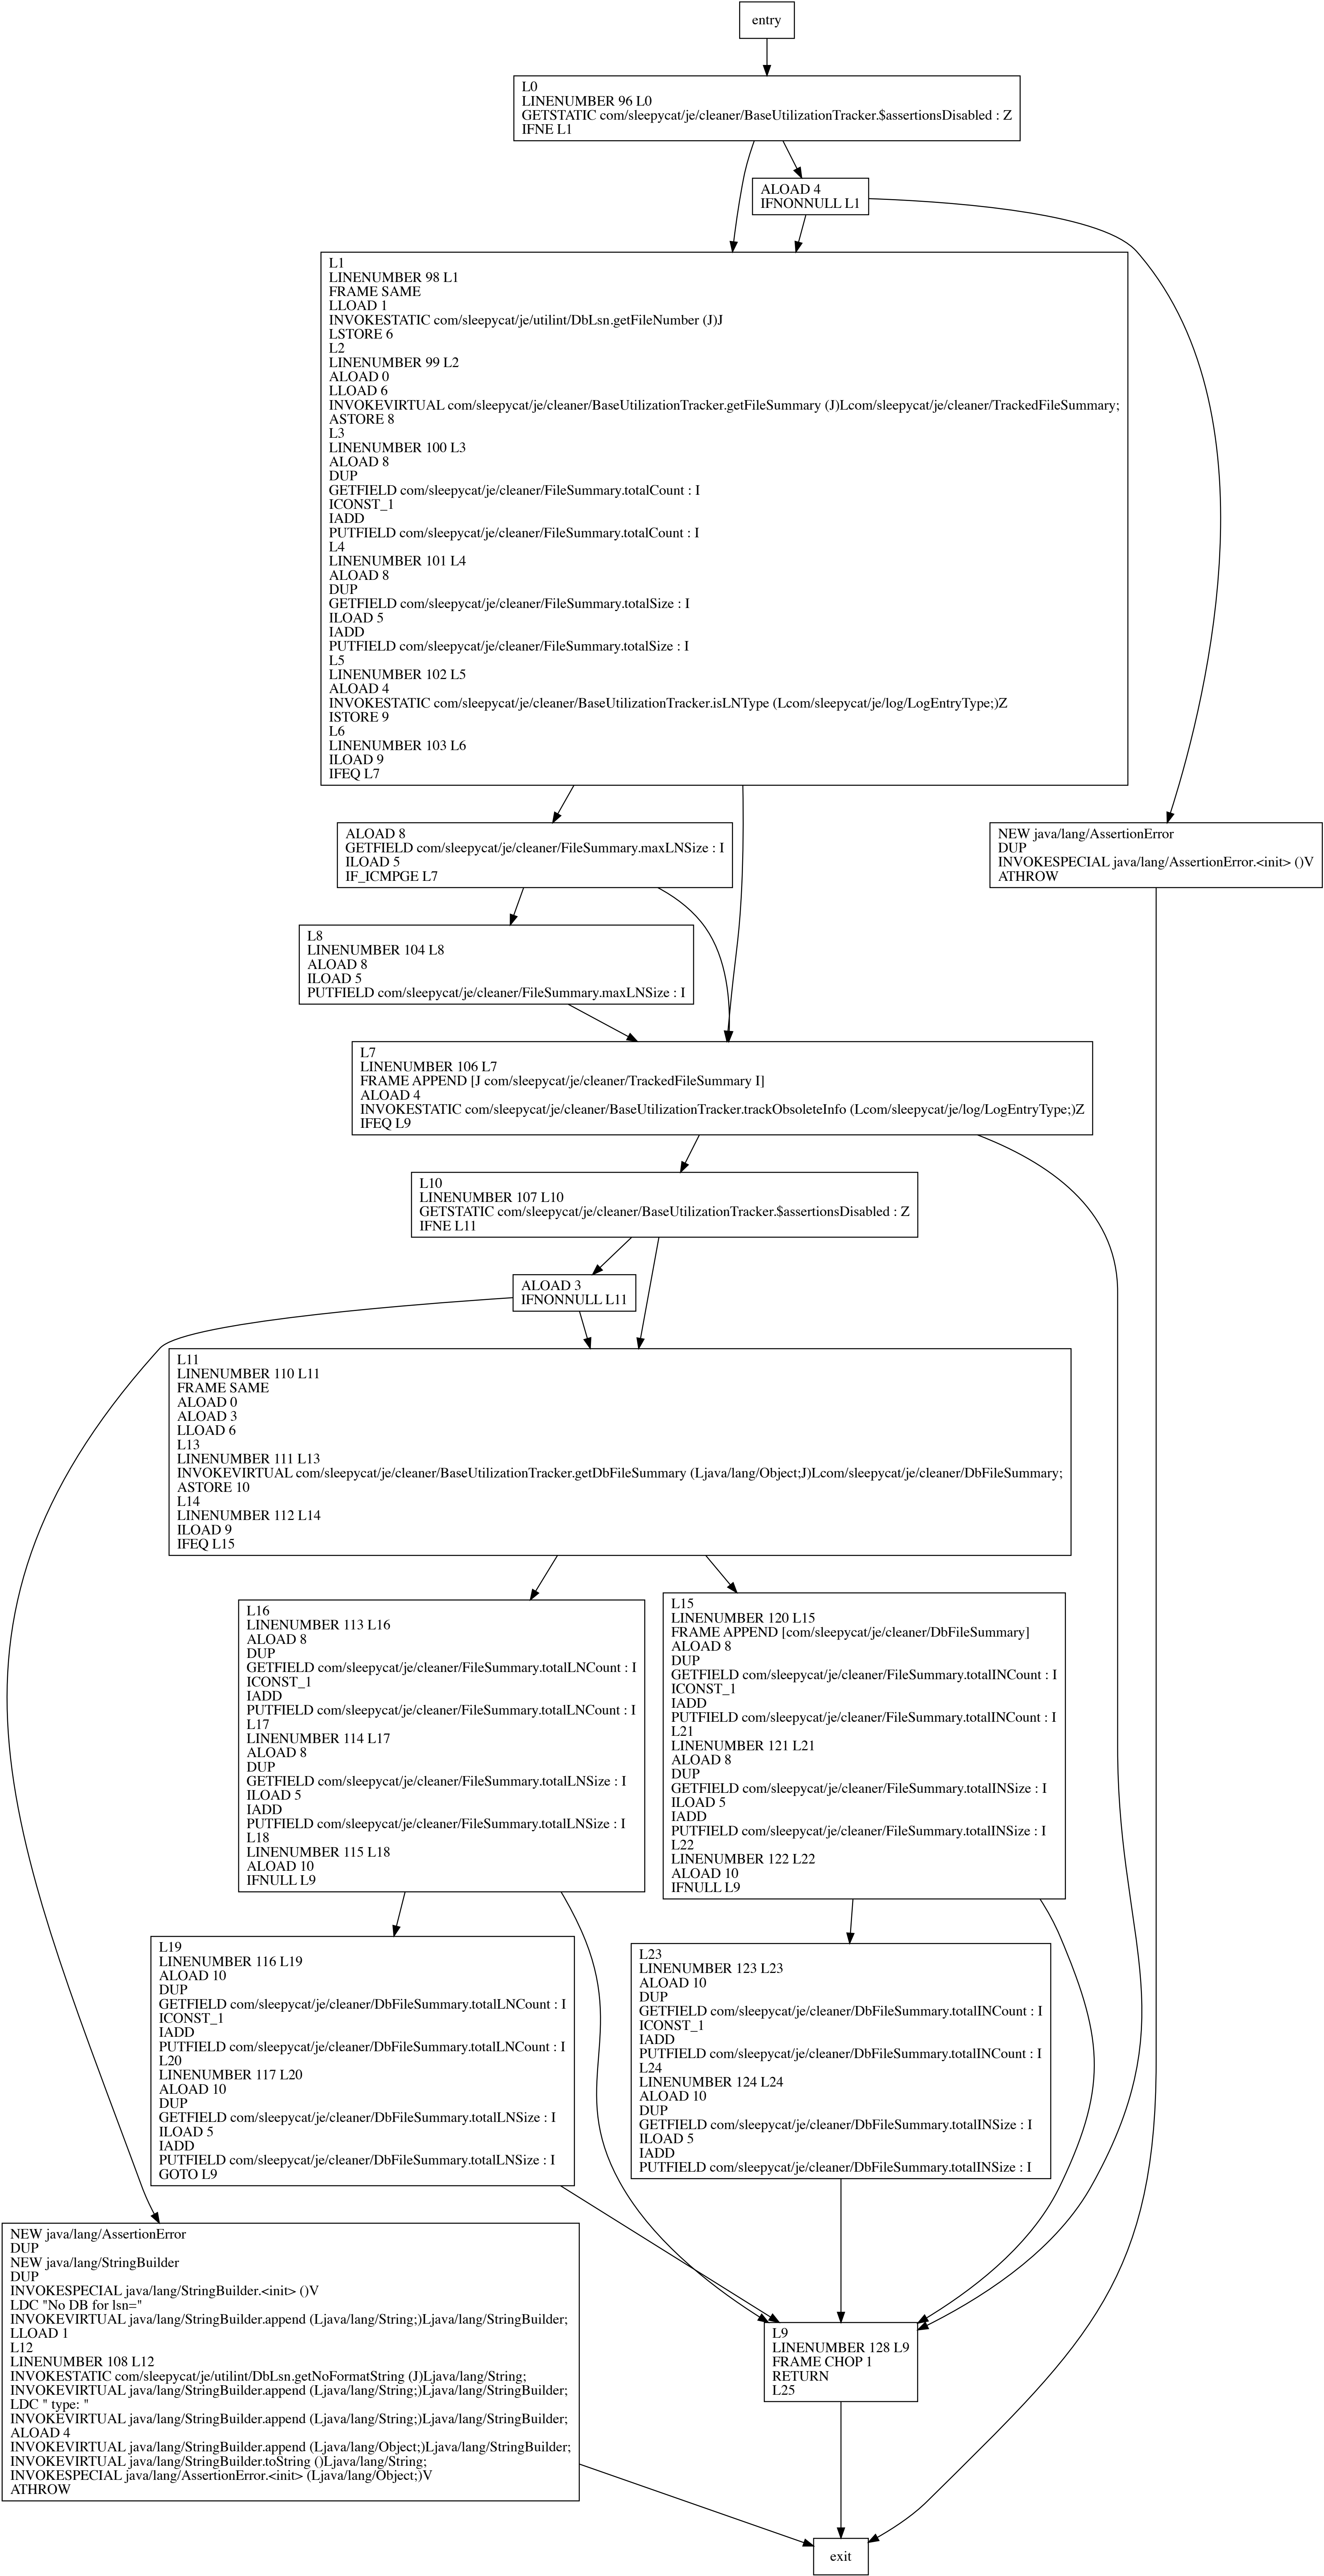 entry
L0
LINENUMBER 96 L0
GETSTATIC com/sleepycat/je/cleaner/BaseUtilizationTracker.$assertionsDisabled : Z
IFNE L1
ALOAD 4
IFNONNULL L1
L1
LINENUMBER 98 L1
FRAME SAME
LLOAD 1
INVOKESTATIC com/sleepycat/je/utilint/DbLsn.getFileNumber (J)J
LSTORE 6
L2
LINENUMBER 99 L2
ALOAD 0
LLOAD 6
INVOKEVIRTUAL com/sleepycat/je/cleaner/BaseUtilizationTracker.getFileSummary (J)Lcom/sleepycat/je/cleaner/TrackedFileSummary;
ASTORE 8
L3
LINENUMBER 100 L3
ALOAD 8
DUP
GETFIELD com/sleepycat/je/cleaner/FileSummary.totalCount : I
ICONST_1
IADD
PUTFIELD com/sleepycat/je/cleaner/FileSummary.totalCount : I
L4
LINENUMBER 101 L4
ALOAD 8
DUP
GETFIELD com/sleepycat/je/cleaner/FileSummary.totalSize : I
ILOAD 5
IADD
PUTFIELD com/sleepycat/je/cleaner/FileSummary.totalSize : I
L5
LINENUMBER 102 L5
ALOAD 4
INVOKESTATIC com/sleepycat/je/cleaner/BaseUtilizationTracker.isLNType (Lcom/sleepycat/je/log/LogEntryType;)Z
ISTORE 9
L6
LINENUMBER 103 L6
ILOAD 9
IFEQ L7
ALOAD 8
GETFIELD com/sleepycat/je/cleaner/FileSummary.maxLNSize : I
ILOAD 5
IF_ICMPGE L7
NEW java/lang/AssertionError
DUP
INVOKESPECIAL java/lang/AssertionError.<init> ()V
ATHROW
L8
LINENUMBER 104 L8
ALOAD 8
ILOAD 5
PUTFIELD com/sleepycat/je/cleaner/FileSummary.maxLNSize : I
L7
LINENUMBER 106 L7
FRAME APPEND [J com/sleepycat/je/cleaner/TrackedFileSummary I]
ALOAD 4
INVOKESTATIC com/sleepycat/je/cleaner/BaseUtilizationTracker.trackObsoleteInfo (Lcom/sleepycat/je/log/LogEntryType;)Z
IFEQ L9
L10
LINENUMBER 107 L10
GETSTATIC com/sleepycat/je/cleaner/BaseUtilizationTracker.$assertionsDisabled : Z
IFNE L11
ALOAD 3
IFNONNULL L11
L11
LINENUMBER 110 L11
FRAME SAME
ALOAD 0
ALOAD 3
LLOAD 6
L13
LINENUMBER 111 L13
INVOKEVIRTUAL com/sleepycat/je/cleaner/BaseUtilizationTracker.getDbFileSummary (Ljava/lang/Object;J)Lcom/sleepycat/je/cleaner/DbFileSummary;
ASTORE 10
L14
LINENUMBER 112 L14
ILOAD 9
IFEQ L15
L16
LINENUMBER 113 L16
ALOAD 8
DUP
GETFIELD com/sleepycat/je/cleaner/FileSummary.totalLNCount : I
ICONST_1
IADD
PUTFIELD com/sleepycat/je/cleaner/FileSummary.totalLNCount : I
L17
LINENUMBER 114 L17
ALOAD 8
DUP
GETFIELD com/sleepycat/je/cleaner/FileSummary.totalLNSize : I
ILOAD 5
IADD
PUTFIELD com/sleepycat/je/cleaner/FileSummary.totalLNSize : I
L18
LINENUMBER 115 L18
ALOAD 10
IFNULL L9
L15
LINENUMBER 120 L15
FRAME APPEND [com/sleepycat/je/cleaner/DbFileSummary]
ALOAD 8
DUP
GETFIELD com/sleepycat/je/cleaner/FileSummary.totalINCount : I
ICONST_1
IADD
PUTFIELD com/sleepycat/je/cleaner/FileSummary.totalINCount : I
L21
LINENUMBER 121 L21
ALOAD 8
DUP
GETFIELD com/sleepycat/je/cleaner/FileSummary.totalINSize : I
ILOAD 5
IADD
PUTFIELD com/sleepycat/je/cleaner/FileSummary.totalINSize : I
L22
LINENUMBER 122 L22
ALOAD 10
IFNULL L9
L19
LINENUMBER 116 L19
ALOAD 10
DUP
GETFIELD com/sleepycat/je/cleaner/DbFileSummary.totalLNCount : I
ICONST_1
IADD
PUTFIELD com/sleepycat/je/cleaner/DbFileSummary.totalLNCount : I
L20
LINENUMBER 117 L20
ALOAD 10
DUP
GETFIELD com/sleepycat/je/cleaner/DbFileSummary.totalLNSize : I
ILOAD 5
IADD
PUTFIELD com/sleepycat/je/cleaner/DbFileSummary.totalLNSize : I
GOTO L9
L23
LINENUMBER 123 L23
ALOAD 10
DUP
GETFIELD com/sleepycat/je/cleaner/DbFileSummary.totalINCount : I
ICONST_1
IADD
PUTFIELD com/sleepycat/je/cleaner/DbFileSummary.totalINCount : I
L24
LINENUMBER 124 L24
ALOAD 10
DUP
GETFIELD com/sleepycat/je/cleaner/DbFileSummary.totalINSize : I
ILOAD 5
IADD
PUTFIELD com/sleepycat/je/cleaner/DbFileSummary.totalINSize : I
NEW java/lang/AssertionError
DUP
NEW java/lang/StringBuilder
DUP
INVOKESPECIAL java/lang/StringBuilder.<init> ()V
LDC "No DB for lsn="
INVOKEVIRTUAL java/lang/StringBuilder.append (Ljava/lang/String;)Ljava/lang/StringBuilder;
LLOAD 1
L12
LINENUMBER 108 L12
INVOKESTATIC com/sleepycat/je/utilint/DbLsn.getNoFormatString (J)Ljava/lang/String;
INVOKEVIRTUAL java/lang/StringBuilder.append (Ljava/lang/String;)Ljava/lang/StringBuilder;
LDC " type: "
INVOKEVIRTUAL java/lang/StringBuilder.append (Ljava/lang/String;)Ljava/lang/StringBuilder;
ALOAD 4
INVOKEVIRTUAL java/lang/StringBuilder.append (Ljava/lang/Object;)Ljava/lang/StringBuilder;
INVOKEVIRTUAL java/lang/StringBuilder.toString ()Ljava/lang/String;
INVOKESPECIAL java/lang/AssertionError.<init> (Ljava/lang/Object;)V
ATHROW
L9
LINENUMBER 128 L9
FRAME CHOP 1
RETURN
L25
exit